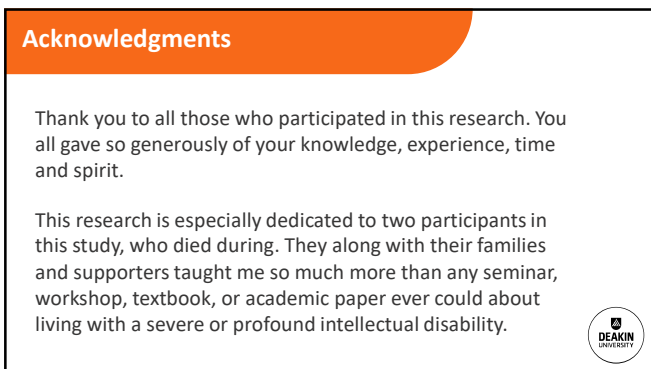 Acknowledgments
Thank you to all those who participated in this research. You
all gave so generously of your knowledge, experience, time
and spirit.
This research is especially dedicated to two participants in
this study, who died during. They along with their families
and supporters taught me so much more than any seminar,
workshop, textbook, or academic paper ever could about
living with a severe or profound intellectual disability.
DEAKIN
UNIVERSITY